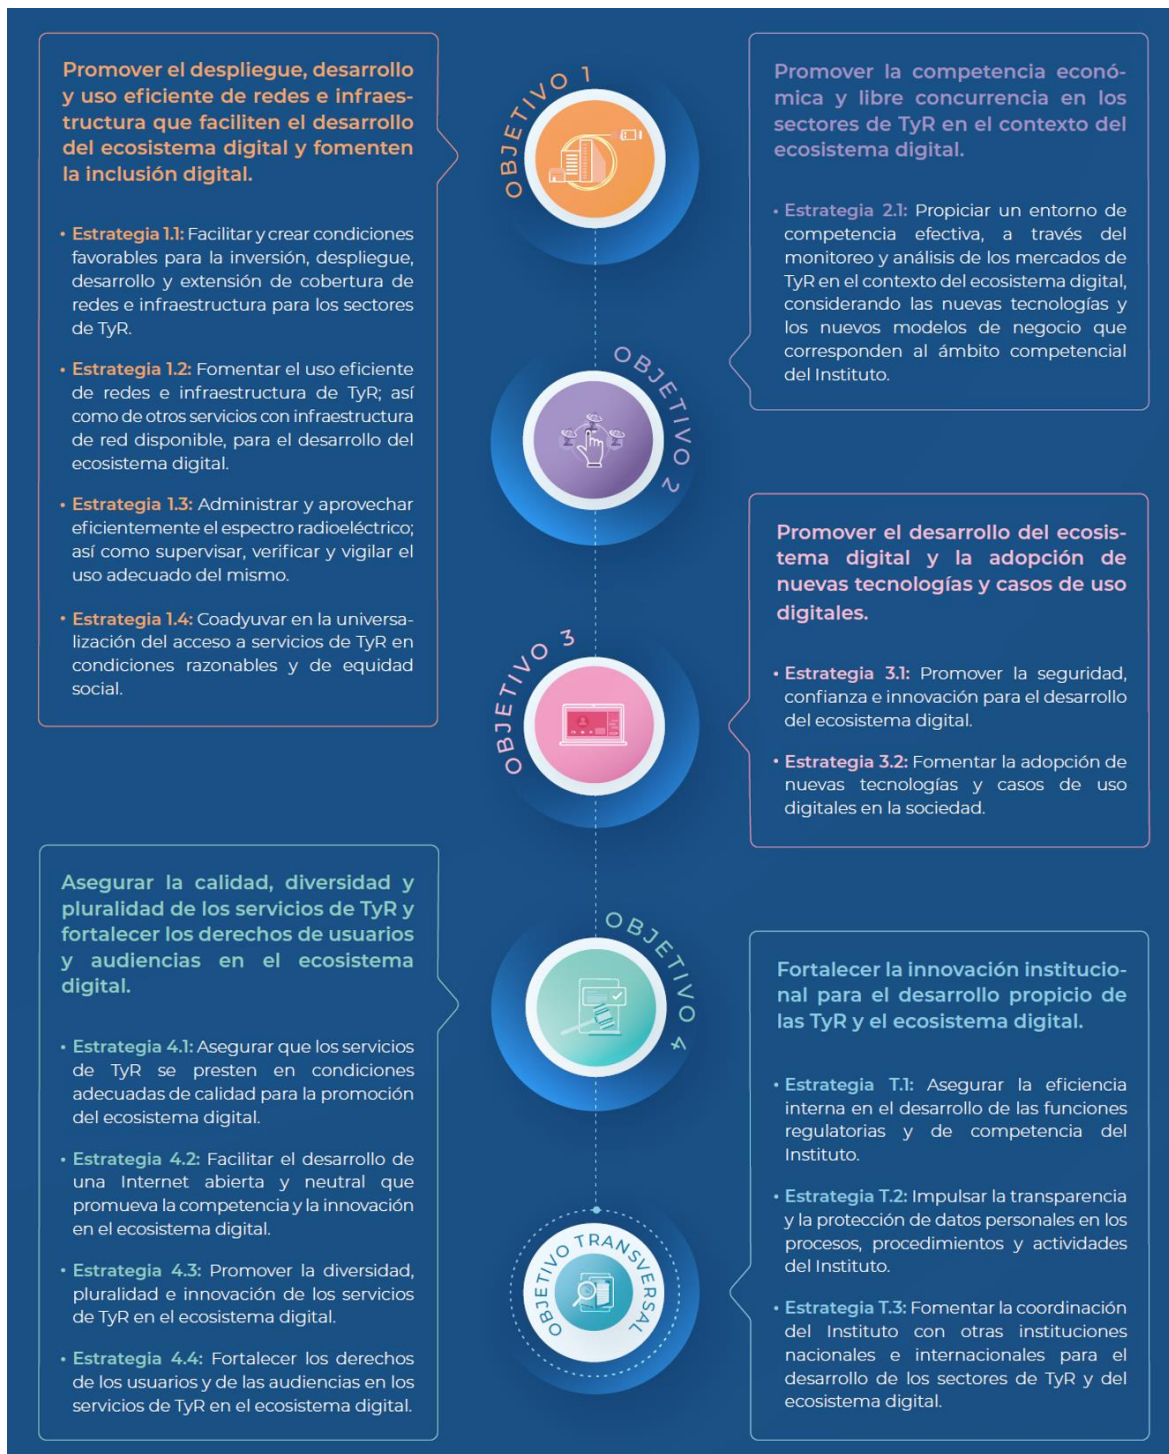 OBJETIVO 1
Promover el despliegue, desarrollo
y uso eficiente de redes e infraes-
tructura que faciliten el desarrollo
del ecosistema digital y fomenten
la inclusión digital.
• Estrategia 1.1: Facilitar y crear condiciones
favorables para la inversión, despliegue,
desarrollo y extensión de cobertura de
redes e infraestructura para los sectores
de TyR.
• Estrategia 1.2: Fomentar el uso eficiente
de redes e infraestructura de TyR; así
como de otros servicios con infraestructura
de red disponible, para el desarrollo del
ecosistema digital.
• Estrategia 1.3: Administrar y aprovechar
eficientemente el espectro radioeléctrico;
así como supervisar, verificar y vigilar el
uso adecuado del mismo.
• Estrategia 1.4: Coadyuvar en la universa-
lización del acceso a servicios de TyR en
condiciones razonables y de equidad
social.
OBJETIVO 2
Promover la competencia econó-
mica y libre concurrencia en los
sectores de TyR en el contexto del
ecosistema digital.
• Estrategia 2.1: Propiciar un entorno de
competencia efectiva, a través del
monitoreo y análisis de los mercados de
TyR en el contexto del ecosistema digital,
considerando las nuevas tecnologías y
los nuevos modelos de negocio que
corresponden al ámbito competencial
del Instituto.
OBJETIVO 3
Promover el desarrollo del ecosis-
tema digital y la adopción de
nuevas tecnologías y casos de uso
digitales.
• Estrategia 3.1: Promover la seguridad,
confianza e innovación para el desarrollo
del ecosistema digital.
• Estrategia 3.2: Fomentar la adopción de
nuevas tecnologías y casos de uso
digitales en la sociedad.
OBJETIVO 4
Asegurar la calidad, diversidad y
pluralidad de los servicios de TyR y
fortalecer los derechos de usuarios
y audiencias en el ecosistema
digital.
• Estrategia 4.1: Asegurar que los servicios
de TyR se presten en condiciones
adecuadas de calidad para la promoción
del ecosistema digital.
• Estrategia 4.2: Facilitar el desarrollo de
una Internet abierta y neutral que
promueva la competencia y la innovación
en el ecosistema digital.
• Estrategia 4.3: Promover la diversidad,
pluralidad e innovación de los servicios
de TyR en el ecosistema digital.
• Estrategia 4.4: Fortalecer los derechos
de los usuarios y de las audiencias en los
servicios de TyR en el ecosistema digital.
OBJETIVO TRANSVERSAL
Fortalecer la innovación institucio-
nal para el desarrollo propicio de
las TyR y el ecosistema digital.
• Estrategia T.1: Asegurar la eficiencia
interna en el desarrollo de las funciones
regulatorias y de competencia del
Instituto.
• Estrategia T.2: Impulsar la transparencia
y la protección de datos personales en los
procesos, procedimientos y actividades
del Instituto.
• Estrategia T.3: Fomentar la coordinación
del Instituto con otras instituciones
nacionales e internacionales para el
desarrollo de los sectores de TyR y del
ecosistema digital.